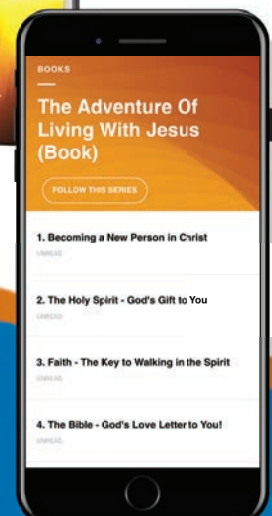 BOOKS
The Adventure Of
Living With Jesus
(Book)
FOLLOW THIS SERIES
1. Becoming a New Person in Christ
UNREAD
2. The Holy Spirit - God's Gift to You
UNREAD
3. Faith - The Key to Walking in the Spirit
UNREAD
4. The Bible - God's Love Letter to You!
UNREAD